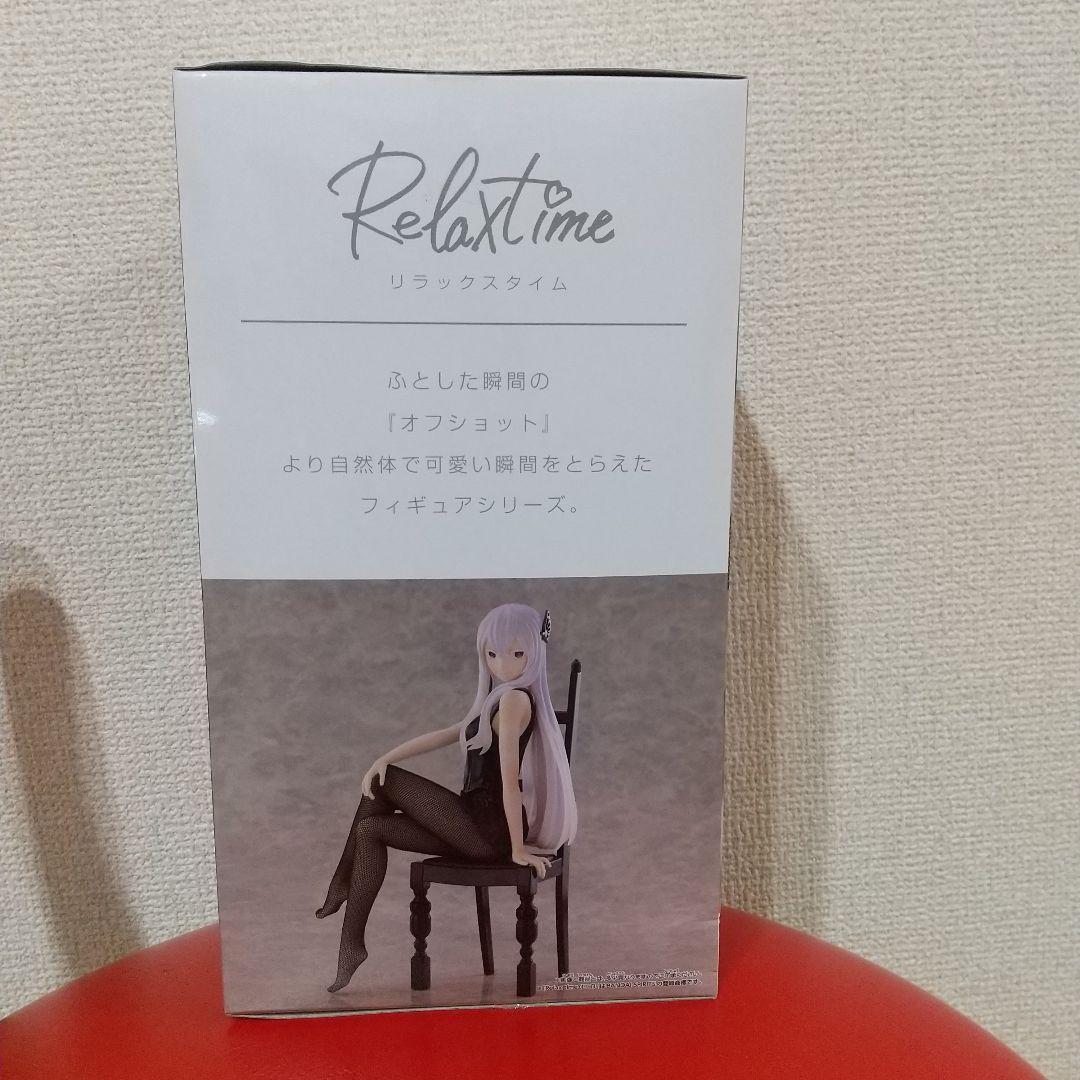 Relaxtime
リラックスタイム
ふとした瞬間の
『オフショット』
より自然体で可愛い瞬間をとらえた
フィギュアシリーズ。